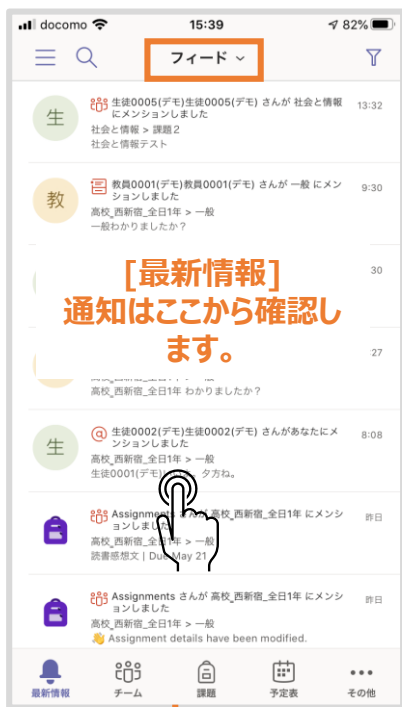 docomo 15:39 82%
フィード
生 生徒0005(デモ)生徒0005(デモ) さんが 社会と情報 13:32
にメンションしました
社会と情報 > 課題2
社会と情報テスト
教 教員0001(デモ)教員0001(デモ) さんが 一般 にメン 9:30
ションしました
高校_西新宿_全日1年 > 一般
一般わかりましたか？
30
[最新情報]
通知はここから確認し
ます。
27
高校_西新宿_全日1年 わかりましたか？
生 @ 生徒0002(デモ)生徒0002(デモ) さんがあなたにメ 8:08
ンションしました
高校_西新宿_全日1年 > 一般
生徒0001(デモ) 夕方ね。
Assignments さんが 高校_西新宿_全日1年 にメンシ 昨日
ョンしました
高校_西新宿_全日1年 > 一般
読書感想文 | Due May 21
Assignments さんが 高校_西新宿_全日1年 にメンシ 昨日
ョンしました
高校_西新宿_全日1年 > 一般
👋 Assignment details have been modified.
最新情報 チーム 課題 予定表 その他